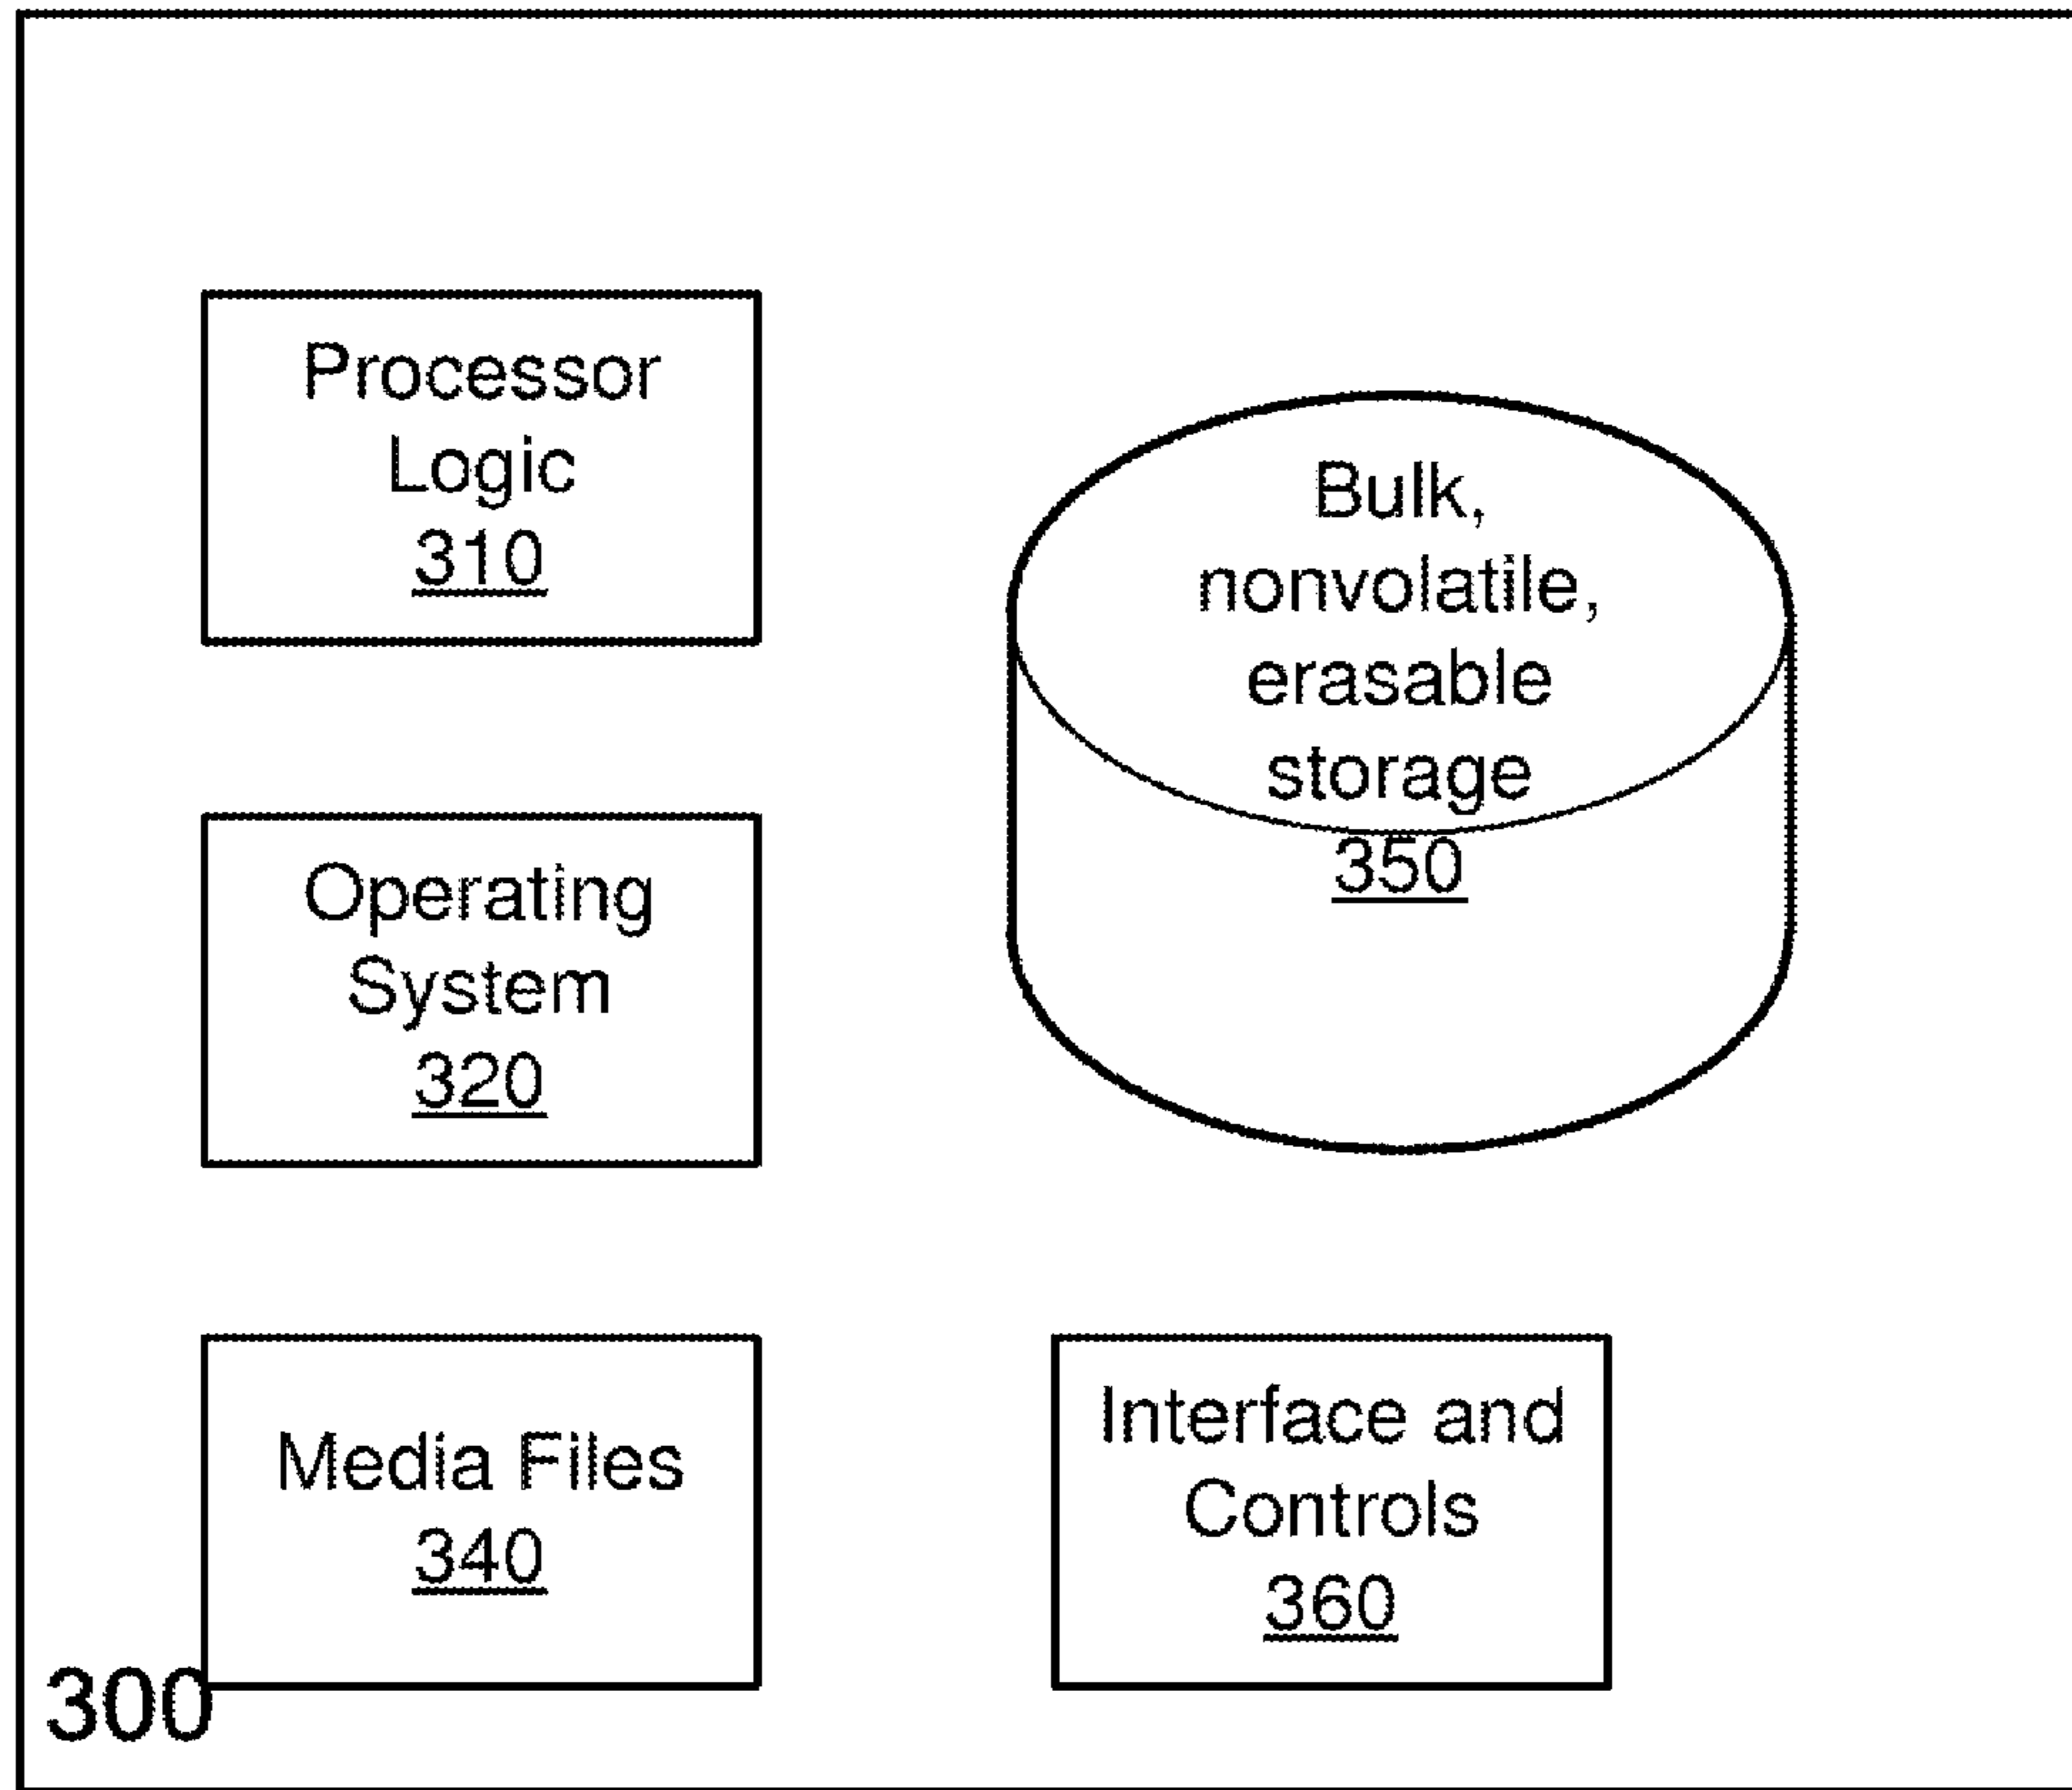 Processor
Logic
310
Bulk,
nonvolatile,
erasable
storage
350
Operating
System
320
Media Files
340
Interface and
Controls
360
300